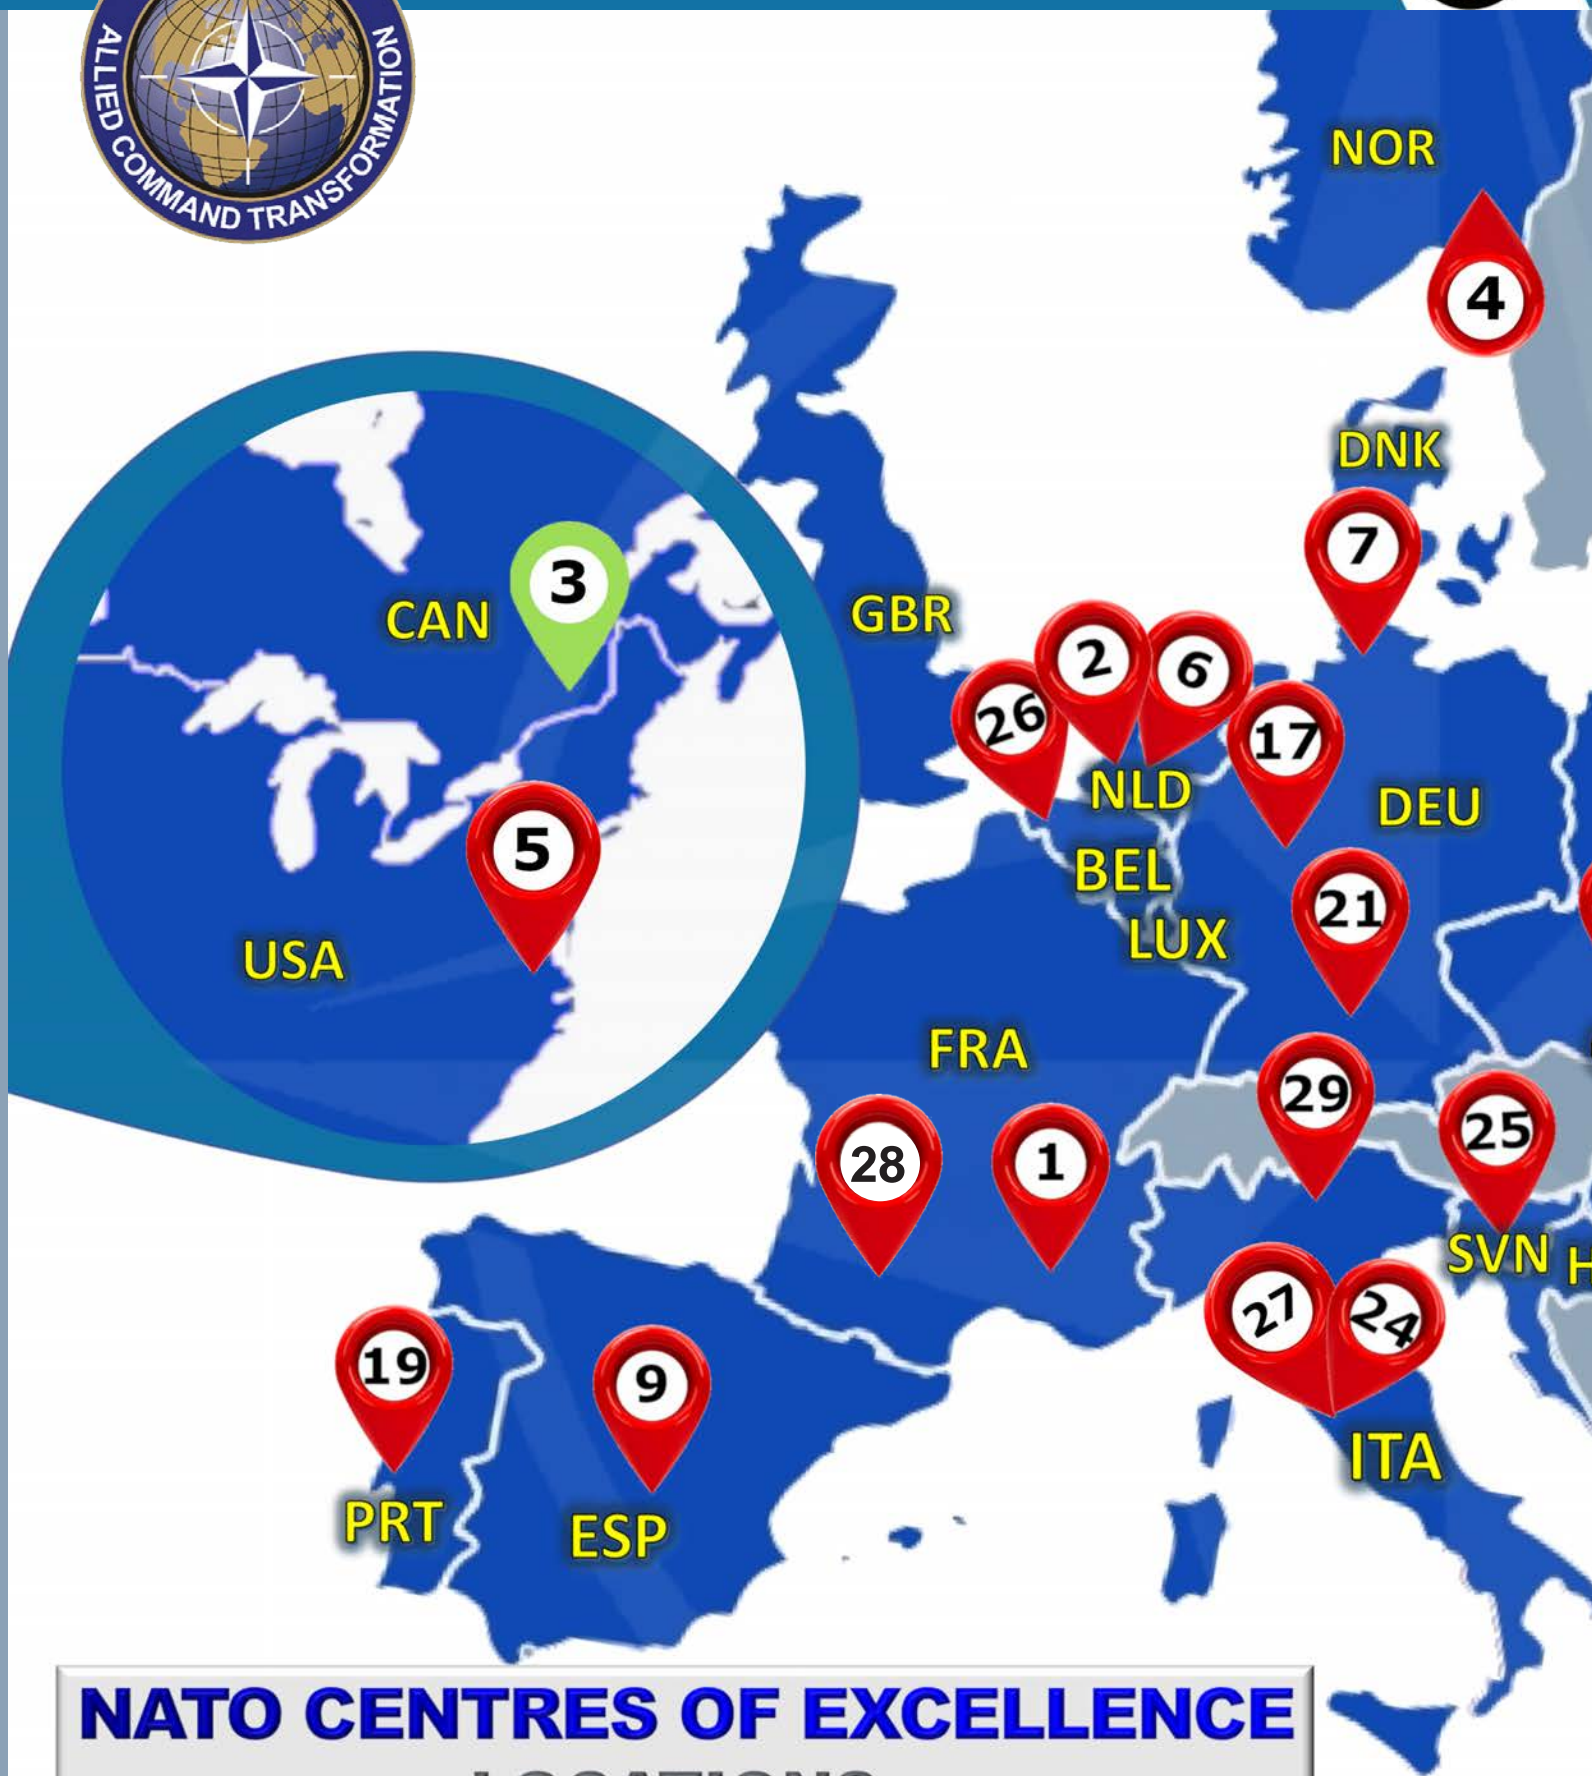 ALLIED COMMAND TRANSFORMATION
NOR
4
DNK
7
3
CAN
GBR
2
6
26
17
NLD
DEU
5
BEL
21
LUX
USA
FRA
29
25
28
1
SVN
H
27
24
19
9
ITA
PRT
ESP
NATO CENTRES OF EXCELLENCE
LOCATIONS